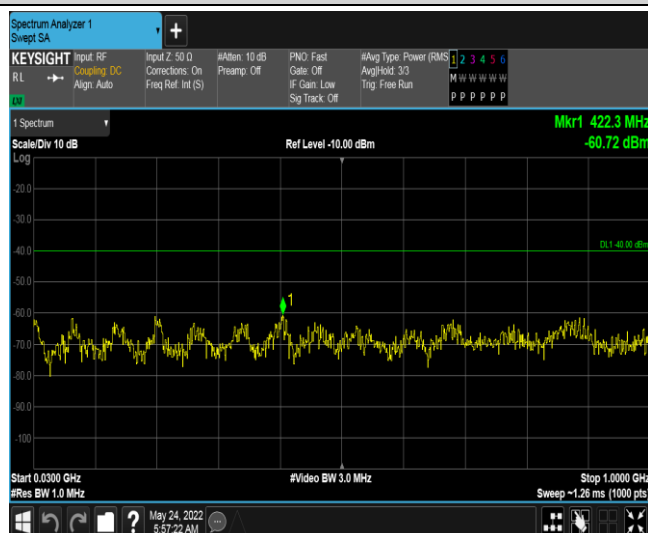 Spectrum Analyzer 1
Swept SA
+
KEYSIGHT
RL
Input: RF
Coupling: DC
Align: Auto
Input Z: 50 Ω
Corrections: On
Freq Ref: Int (S)
#Atten: 10 dB
Preamp: Off
PNO: Fast
Gate: Off
IF Gain: Low
Sig Track: Off
#Avg Type: Power (RMS
Avg|Hold: 3/3
Trig: Free Run
1 2 3 4 5 6
M W W W W W
P P P P P P
1 Spectrum
Scale/Div 10 dB
Ref Level -10.00 dBm
Mkr1 422.3 MHz
-60.72 dBm
Log
-20.0
-30.0
-40.0
-50.0
-60.0
-70.0
-80.0
-90.0
-100
DL1 -40.00 dBm
1
Start 0.0300 GHz
#Res BW 1.0 MHz
#Video BW 3.0 MHz
Stop 1.0000 GHz
Sweep ~1.26 ms (1000 pts)
?
May 24, 2022
5:57:22 AM